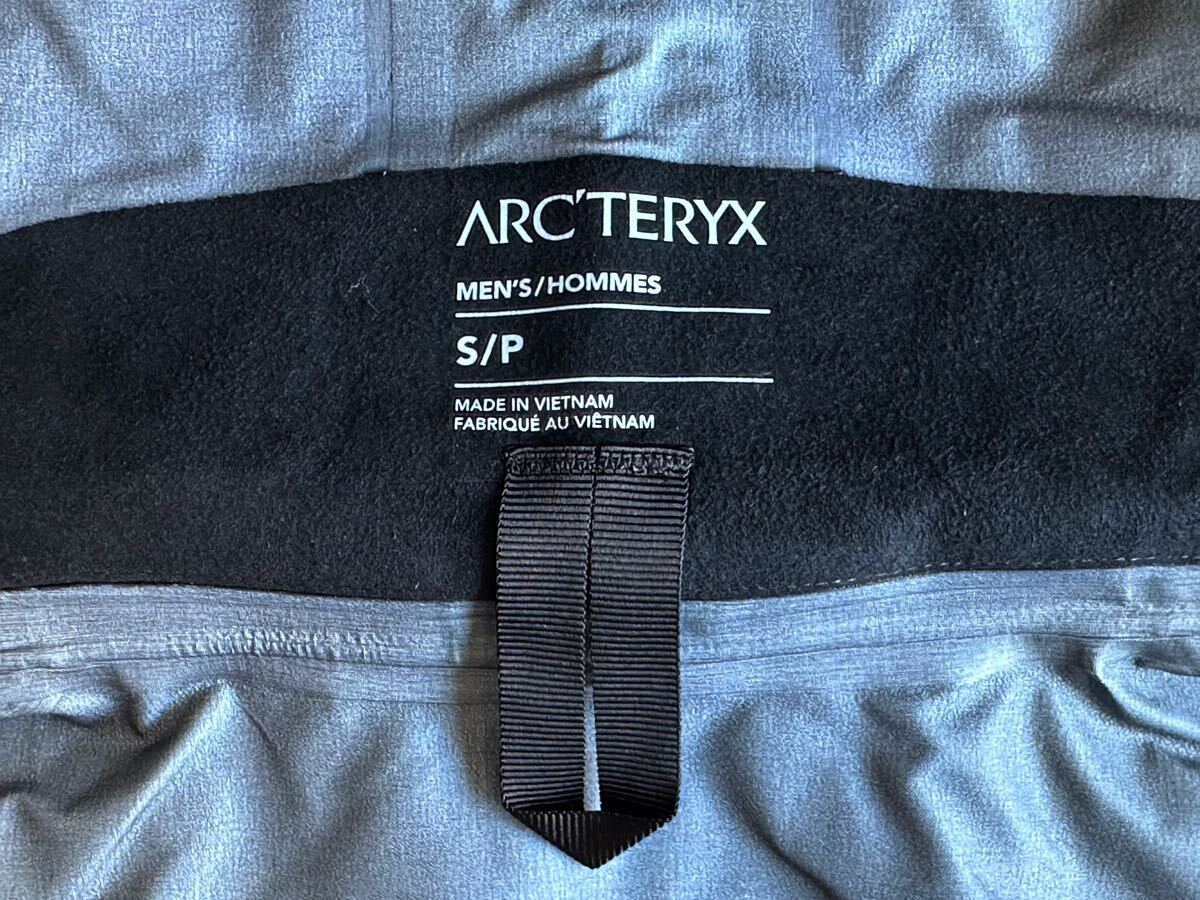 ARC'TERYX
MEN'S/HOMMES
S/P
MADE IN VIETNAM
FABRIQUÉ AU VIÊTNAM